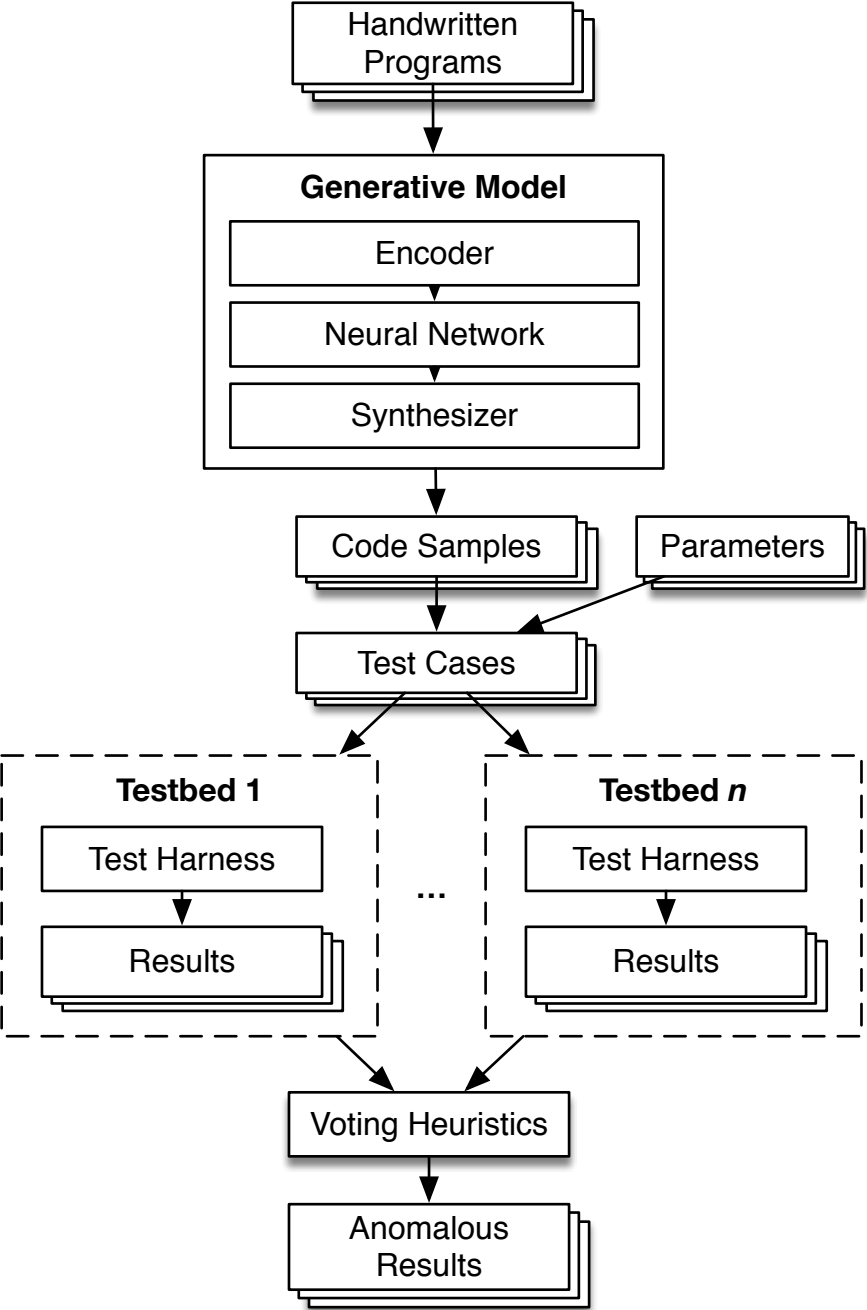 Handwritten
Programs
Generative Model
Encoder
Neural Network
Synthesizer
Code Samples
Parameters
Test Cases
Testbed 1
Test Harness
Results
...
Testbed n
Test Harness
Results
Voting Heuristics
Anomalous
Results